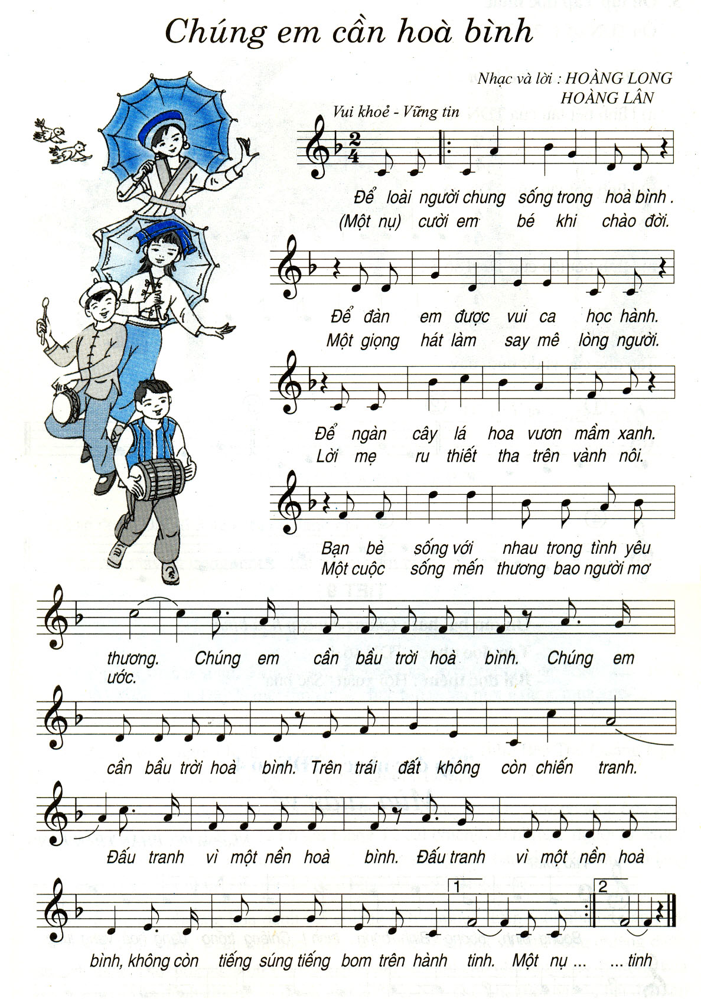 Chúng em cần hoà bình
Nhạc và lời : HOÀNG LONG
HOÀNG LÂN
Vui khoẻ - Vững tin
2
4
Để loài người chung sống trong hoà bình .
(Một nụ) cười em bé khi chào đời.
Để đàn em được vui ca học hành.
Một giọng hát làm say mê lòng người.
Để ngàn cây lá hoa vươn mầm xanh.
Lời mẹ ru thiết tha trên vành nôi.
Bạn bè sống với nhau trong tình yêu
Một cuộc sống mến thương bao người mơ
thương. Chúng em cần bầu trời hoà bình. Chúng em
ước.
cần bầu trời hoà bình. Trên trái đất không còn chiến tranh.
Đấu tranh vì một nền hoà bình. Đấu tranh vì một nền hoà
1 2
bình, không còn tiếng súng tiếng bom trên hành tinh. Một nụ ... ... tinh